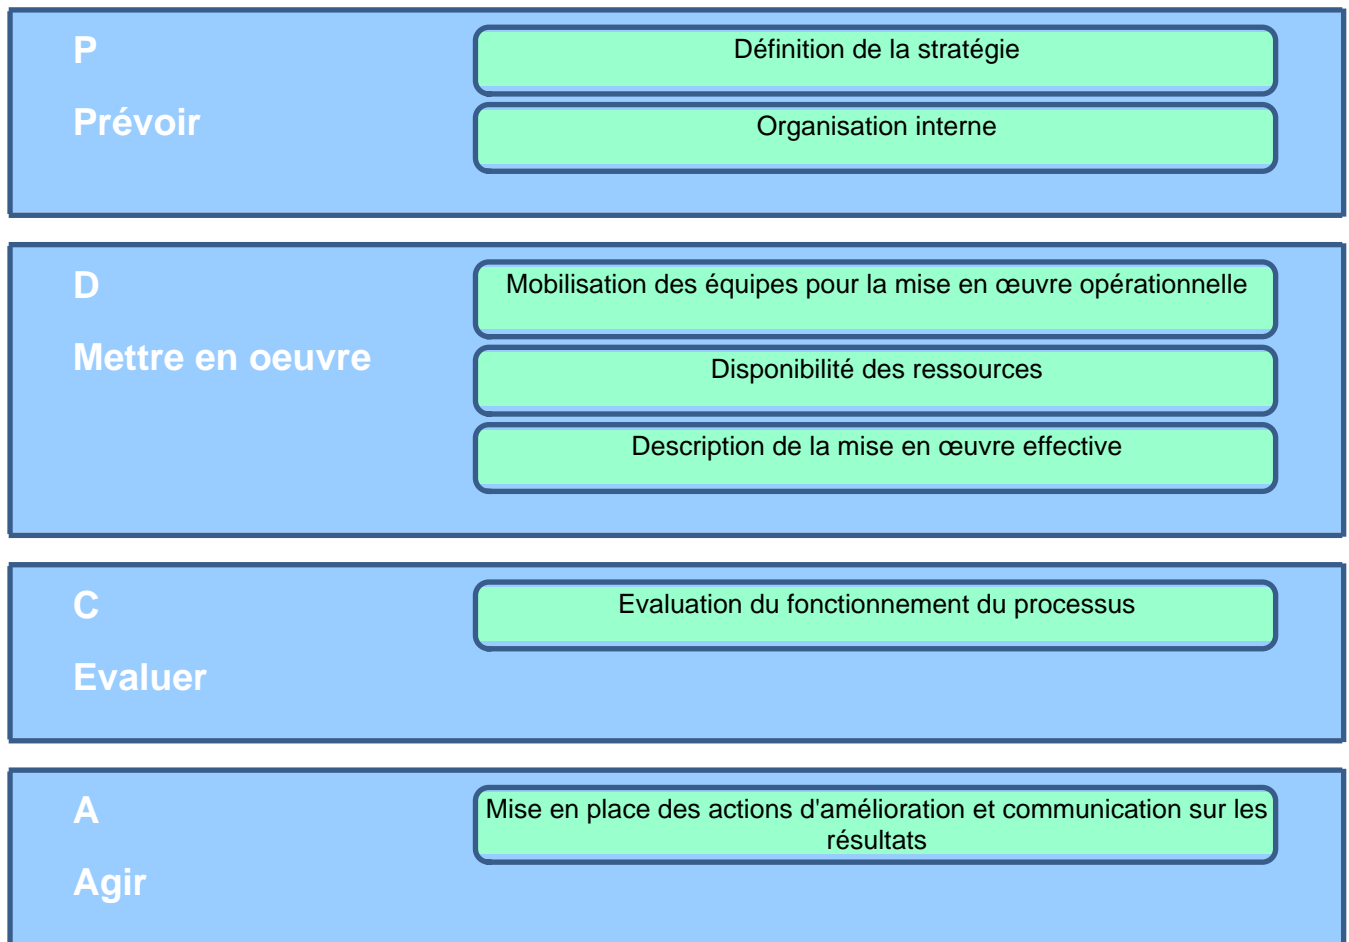 P
Prévoir
Définition de la stratégie
Organisation interne
D
Mettre en oeuvre
Mobilisation des équipes pour la mise en œuvre opérationnelle
Disponibilité des ressources
Description de la mise en œuvre effective
C
Evaluer
Evaluation du fonctionnement du processus
A
Agir
Mise en place des actions d'amélioration et communication sur les
résultats